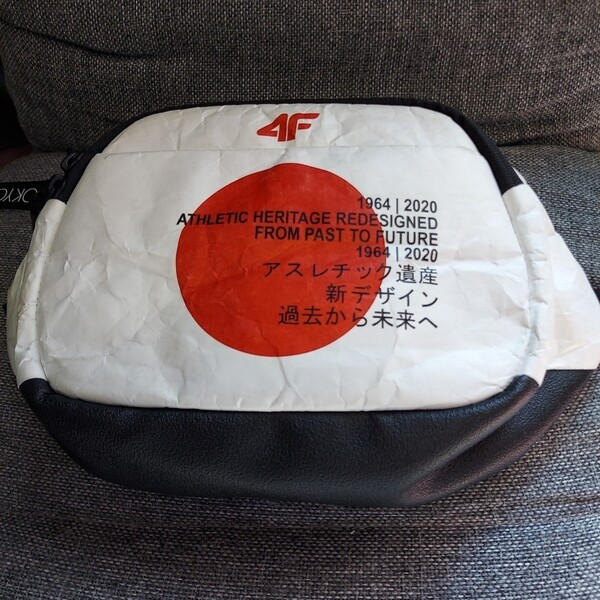 4F
1964 | 2020
ATHLETIC HERITAGE REDESIGNED
FROM PAST TO FUTURE
1964 | 2020
アスレチック遺産
新デザイン
過去から未来へ